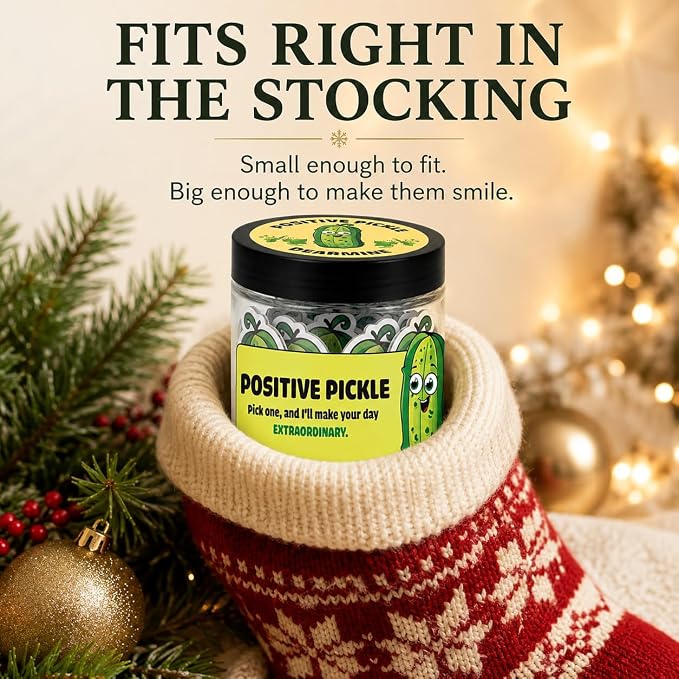 FITS RIGHT IN
THE STOCKING
Small enough to fit.
Big enough to make them smile.
POSITIVE PICKLE
DEARMINE
POSITIVE PICKLE
Pick one, and I'll make your day
EXTRAORDINARY.